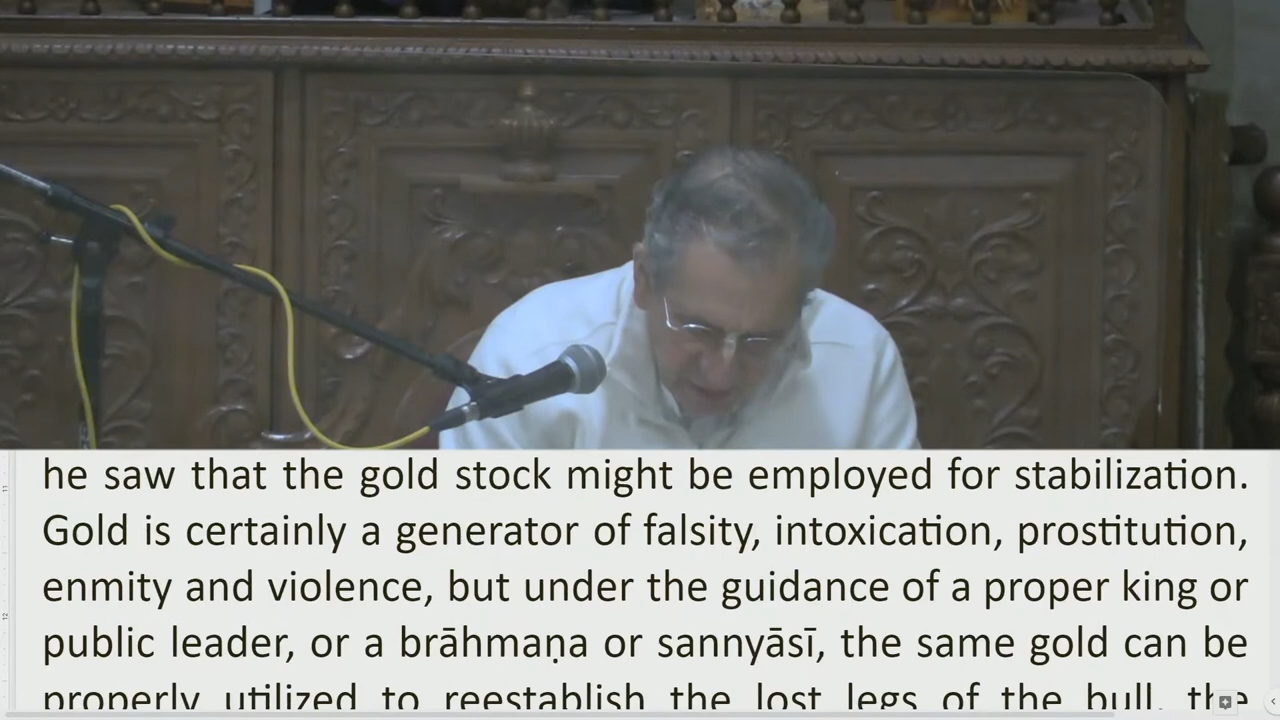 he saw that the gold stock might be employed for stabilization.
Gold is certainly a generator of falsity, intoxication, prostitution,
enmity and violence, but under the guidance of a proper king or
public leader, or a brāhmaṇa or sannyāsī, the same gold can be
properly utilized to reestablish the lost legs of the bull, the